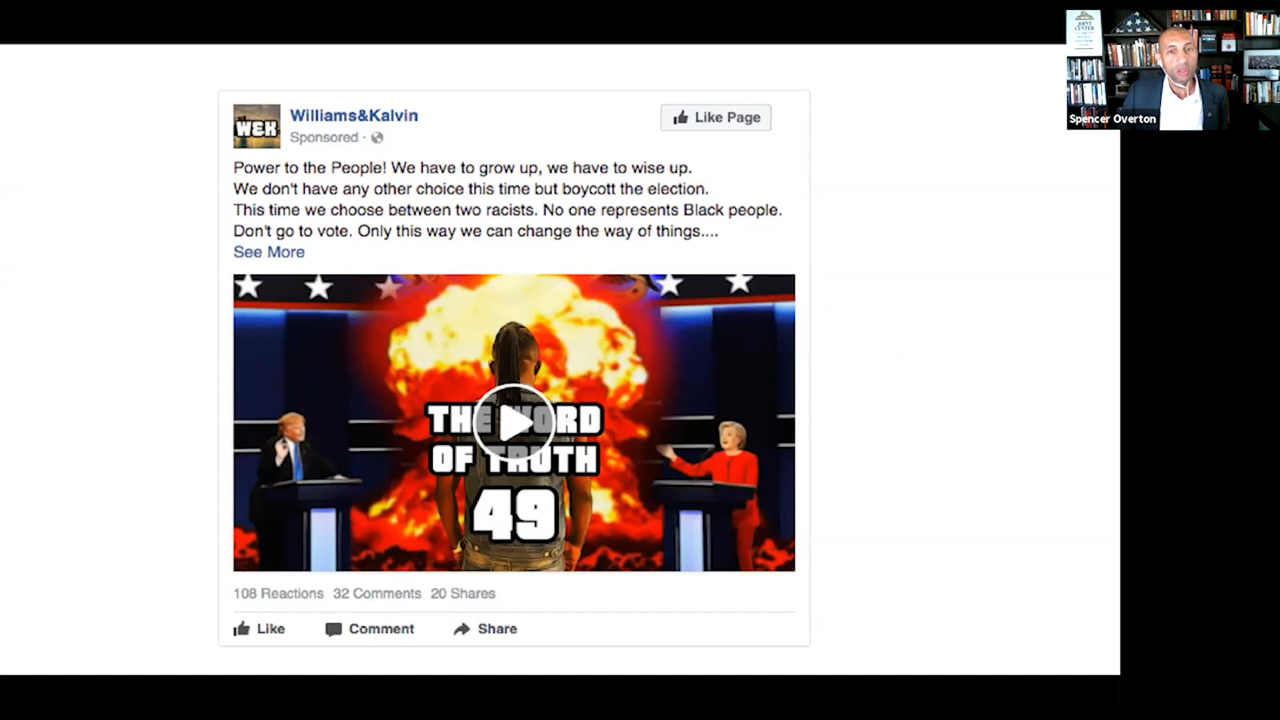 Williams&Kalvin
Sponsored ·
Like Page
W&K
Power to the People! We have to grow up, we have to wise up.
We don't have any other choice this time but boycott the election.
This time we choose between two racists. No one represents Black people.
Don't go to vote. Only this way we can change the way of things....
See More
THE WORD
OF TRUTH
49
108 Reactions 32 Comments 20 Shares
Like Comment Share
JOINT
CENTER
Spencer Overton